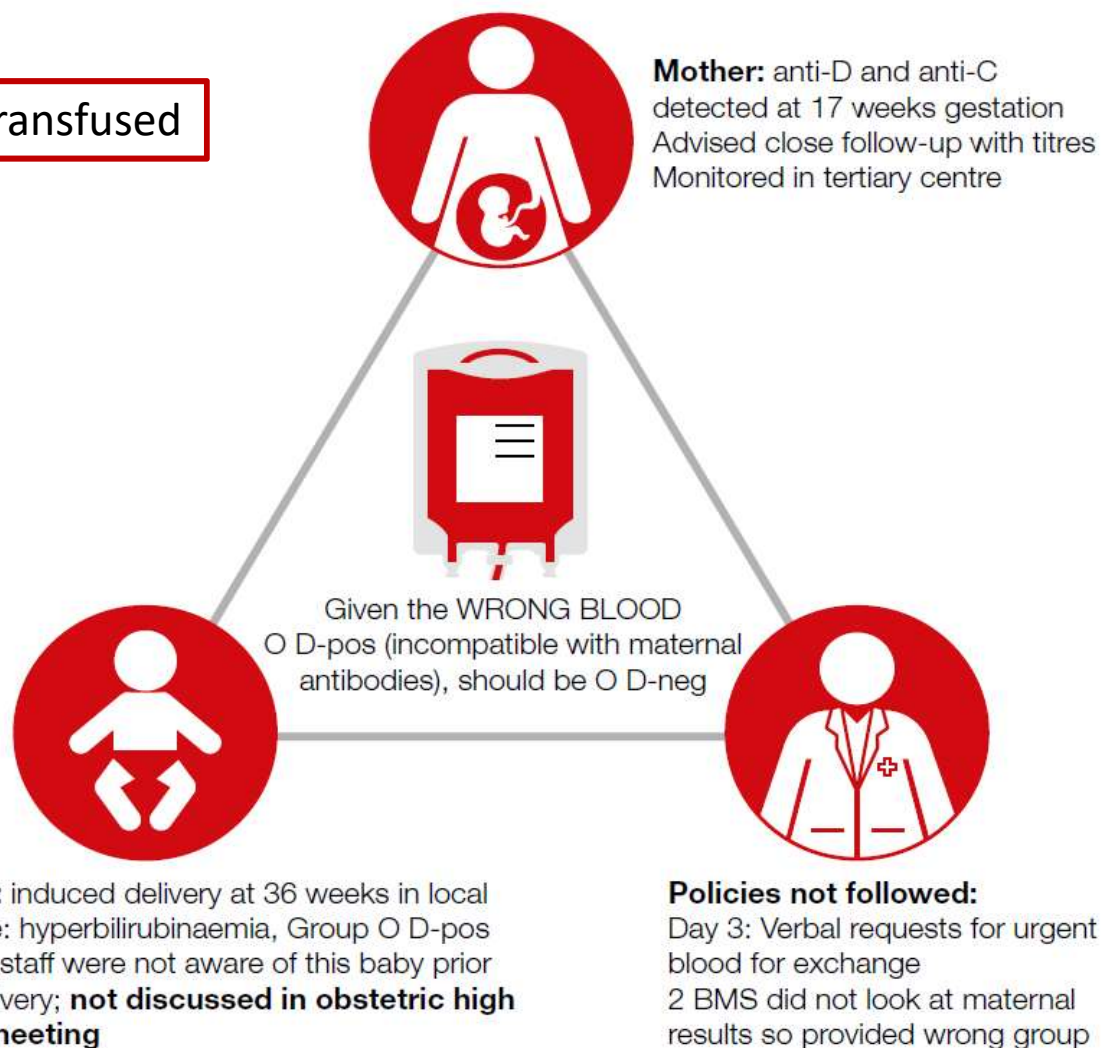 ransfused
Mother: anti-D and anti-C
detected at 17 weeks gestation
Advised close follow-up with titres
Monitored in tertiary centre
Given the WRONG BLOOD
O D-pos (incompatible with maternal
antibodies), should be O D-neg
: induced delivery at 36 weeks in local
e: hyperbilirubinaemia, Group O D-pos
staff were not aware of this baby prior
very; not discussed in obstetric high
meeting
Policies not followed:
Day 3: Verbal requests for urgent
blood for exchange
2 BMS did not look at maternal
results so provided wrong group